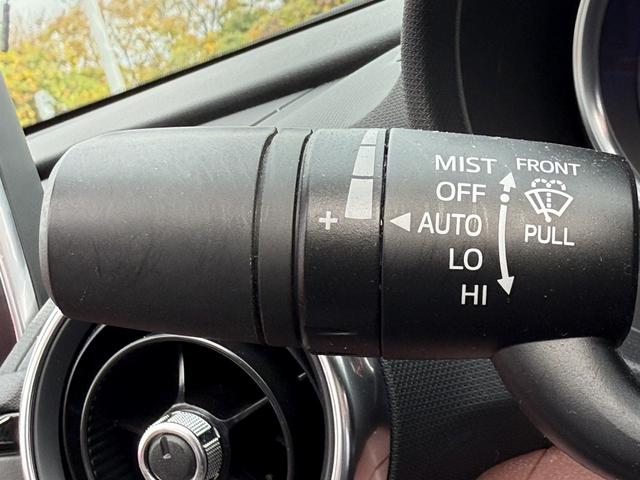 MIST FRONT
OFF
+ AUTO PULL
LO
HI